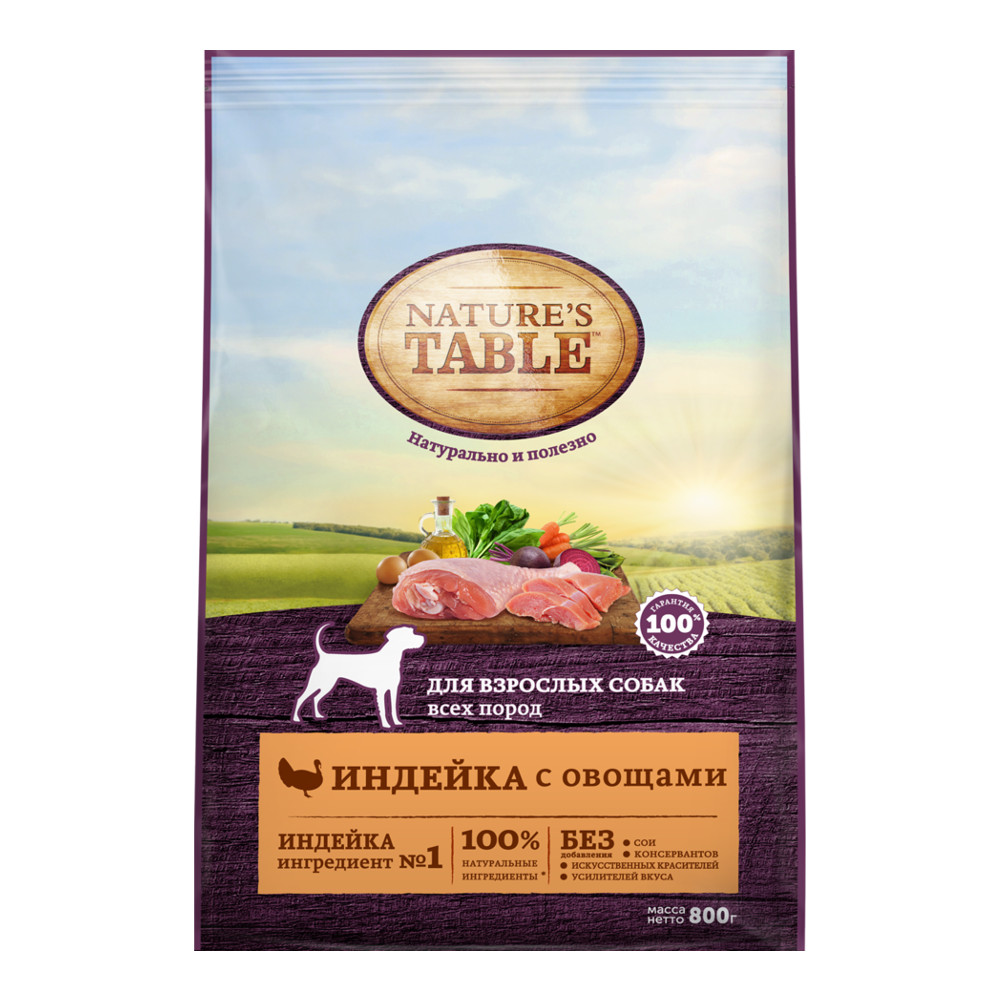 NATURE'S
TABLE™
Натурально и полезно
ГАРАНТИЯ
100%
КАЧЕСТВА
ДЛЯ ВЗРОСЛЫХ СОБАК
всех пород
ИНДЕЙКА с овощами
ИНДЕЙКА
ингредиент №1
100%
НАТУРАЛЬНЫЕ
ИНГРЕДИЕНТЫ*
БЕЗ
добавления
• СОИ
• КОНСЕРВАНТОВ
• ИСКУССТВЕННЫХ КРАСИТЕЛЕЙ
• УСИЛИТЕЛЕЙ ВКУСА
масса
нетто 800г